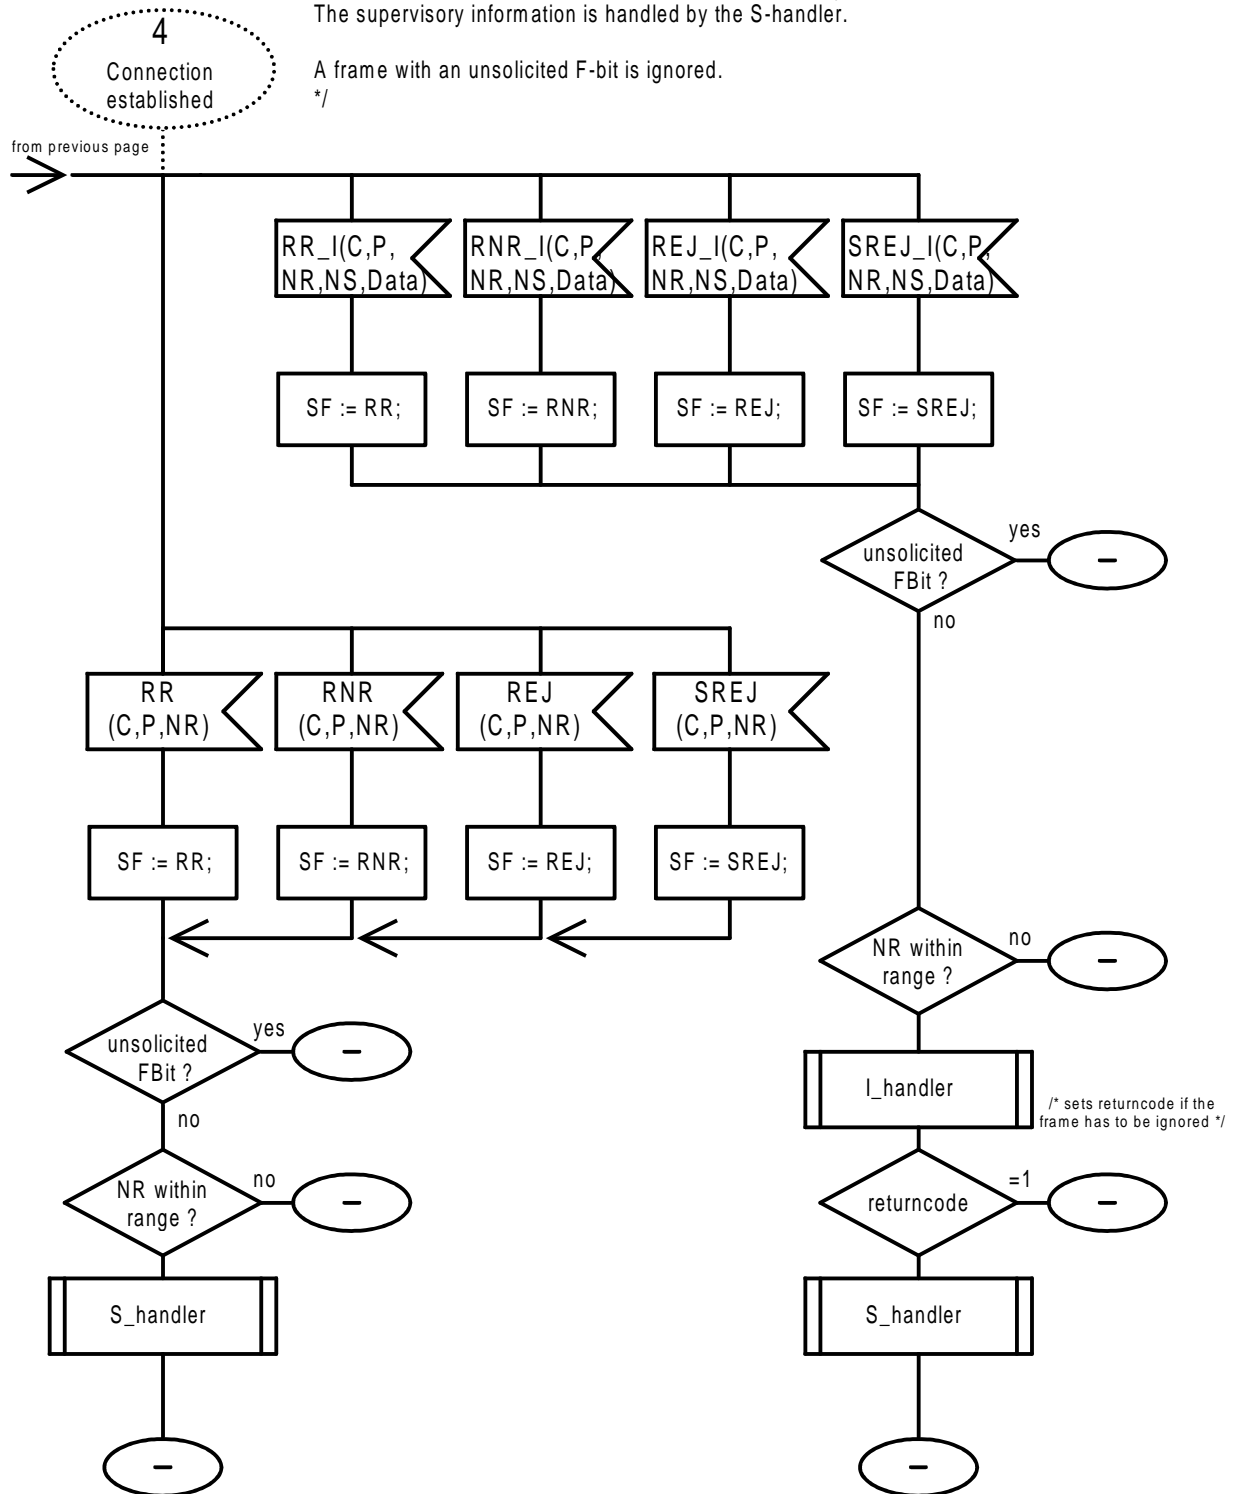 The supervisory information is handled by the S-handler.
4
Connection
established
A frame with an unsolicited F-bit is ignored.
*/
from previous page
RR_I(C,P,
NR,NS,Data)
RNR_I(C,P,
NR,NS,Data)
REJ_I(C,P,
NR,NS,Data)
SREJ_I(C,P,
NR,NS,Data)
SF := RR;
SF := RNR;
SF := REJ;
SF := SREJ;
unsolicited
FBit ?
yes
–
no
RR
(C,P,NR)
RNR
(C,P,NR)
REJ
(C,P,NR)
SREJ
(C,P,NR)
SF := RR;
SF := RNR;
SF := REJ;
SF := SREJ;
NR within
range ?
no
–
unsolicited
FBit ?
yes
–
no
I_handler
/* sets returncode if the
frame has to be ignored */
NR within
range ?
no
–
returncode
=1
–
S_handler
S_handler
–
–